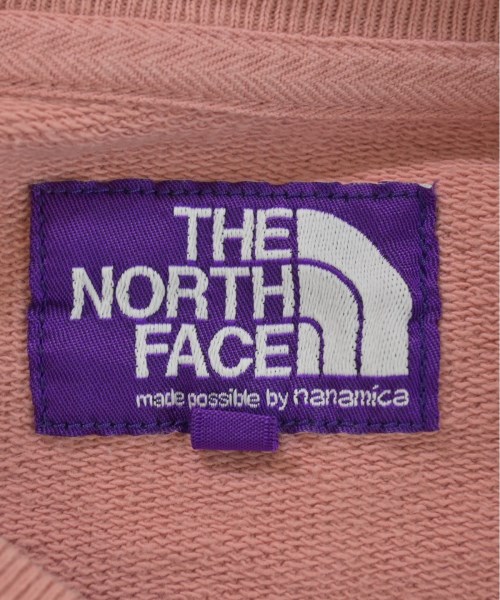 THE
NORTH
FACE
made possible by nanamica